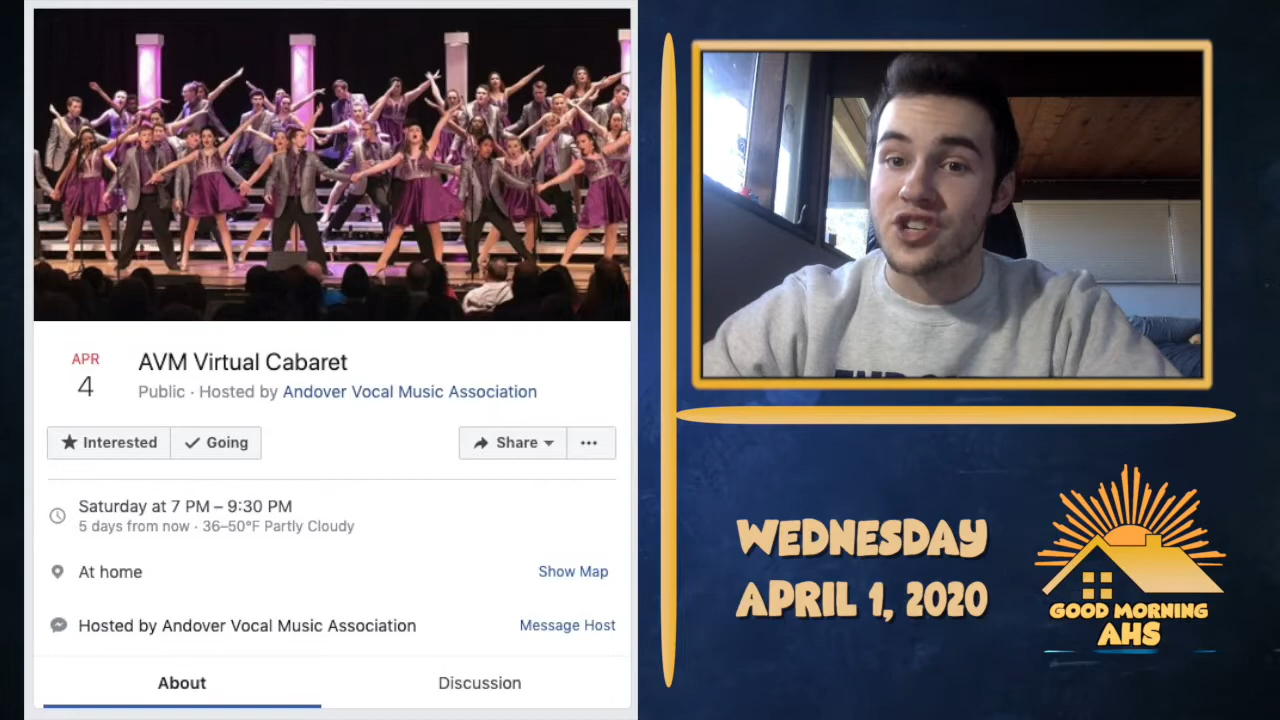 APR
4
AVM Virtual Cabaret
Public · Hosted by Andover Vocal Music Association
Interested
Going
Share
Saturday at 7 PM – 9:30 PM
5 days from now · 36–50°F Partly Cloudy
At home
Show Map
Hosted by Andover Vocal Music Association
Message Host
About
Discussion
WEDNESDAY
APRIL 1, 2020
GOOD MORNING
AHS